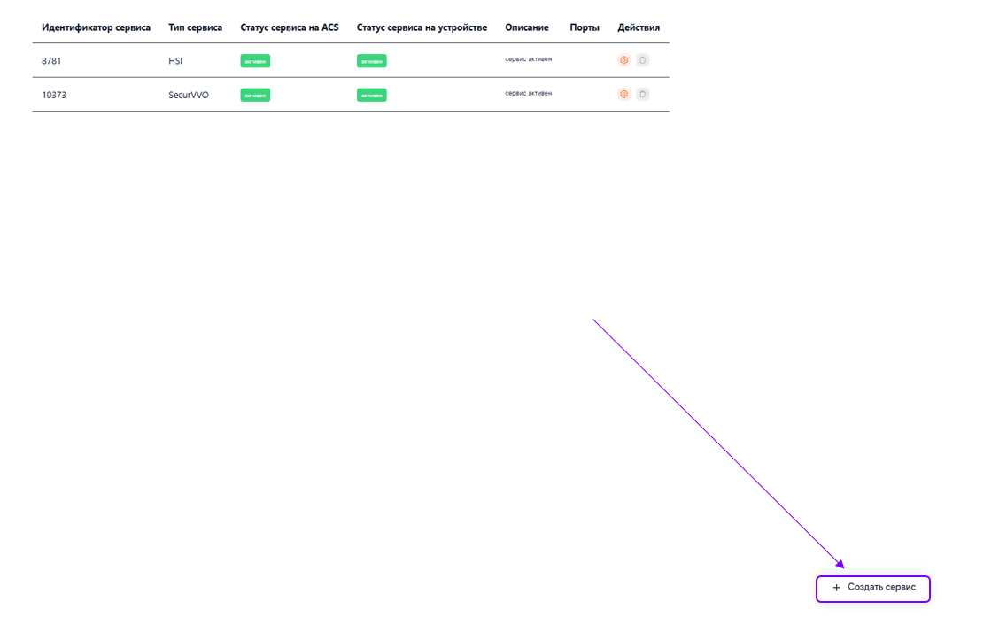 Идентификатор сервиса Тип сервиса Статус сервиса на ACS Статус сервиса на устройстве Описание Порты Действия
8781 HSI активен активен сервис активен
10373 SecurVVO активен активен сервис активен
+ Создать сервис